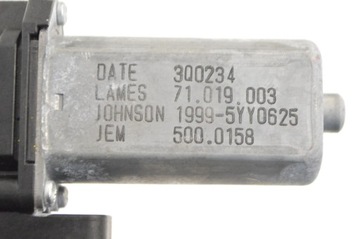 DATE 3Q0234
LAMES 71.019.003
JOHNSON 1999-5YY0625
JEM 500.0158